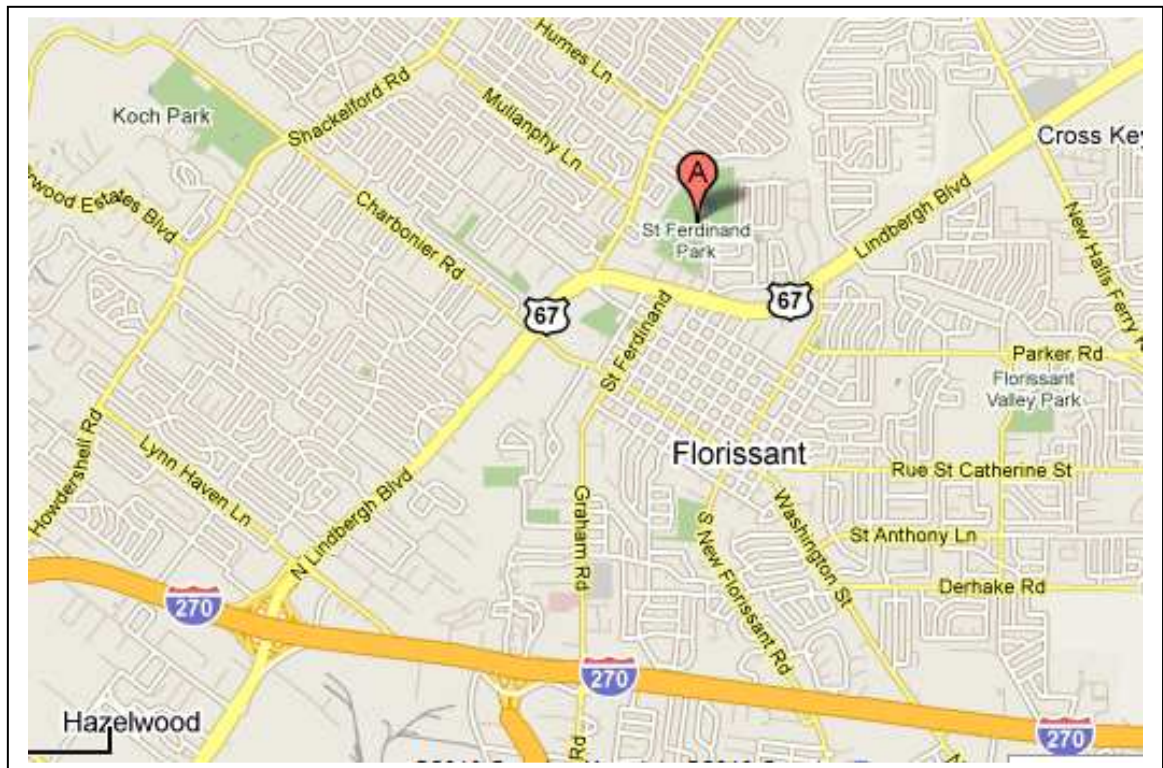 Humes Ln
Koch Park
Shackelford Rd
Mullanphy Ln
A
Cross Key
Estates Blvd
Charbonier Rd
St Ferdinand
Park
Lindbergh Blvd
New Halls Ferry
67
67
St Ferdinand
Parker Rd
Florissant
Valley Park
Howdershell Rd
Lynn Haven Ln
N Lindbergh Blvd
Florissant
Rue St Catherine St
Graham Rd
S New Florissant Rd
Washington St
St Anthony Ln
Derhake Rd
270
270
Hazelwood
Rd
N
270